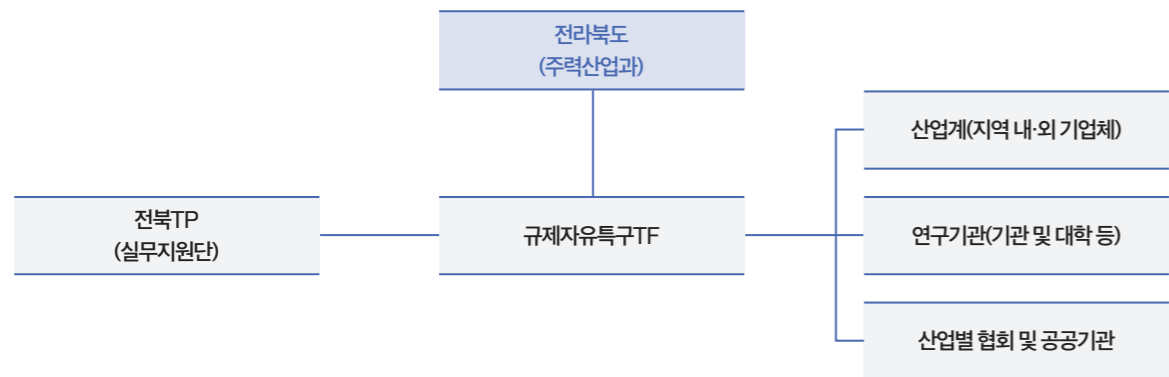 전라북도
(주력산업과)
산업계(지역 내·외 기업체)
전북TP
(실무지원단)
규제자유특구TF
연구기관(기관 및 대학 등)
산업별 협회 및 공공기관